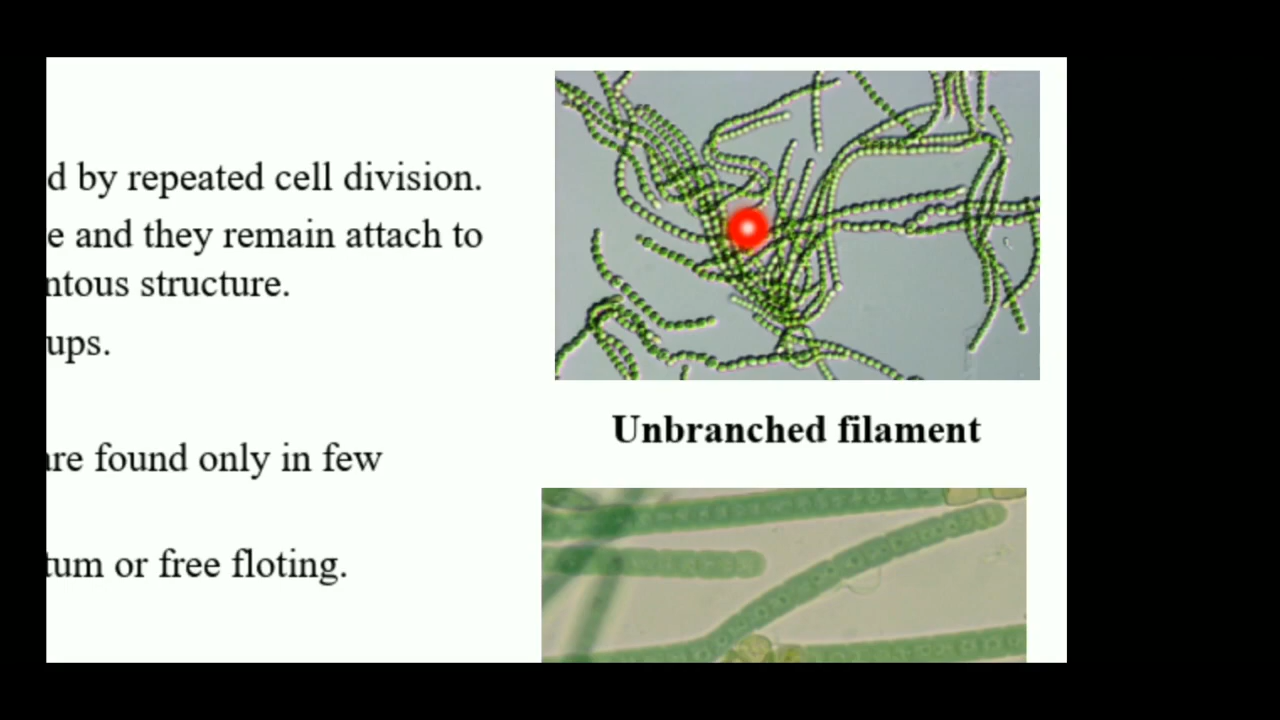 d by repeated cell division.
e and they remain attach to
ntous structure.
ups.
Unbranched filament
are found only in few
tum or free floting.